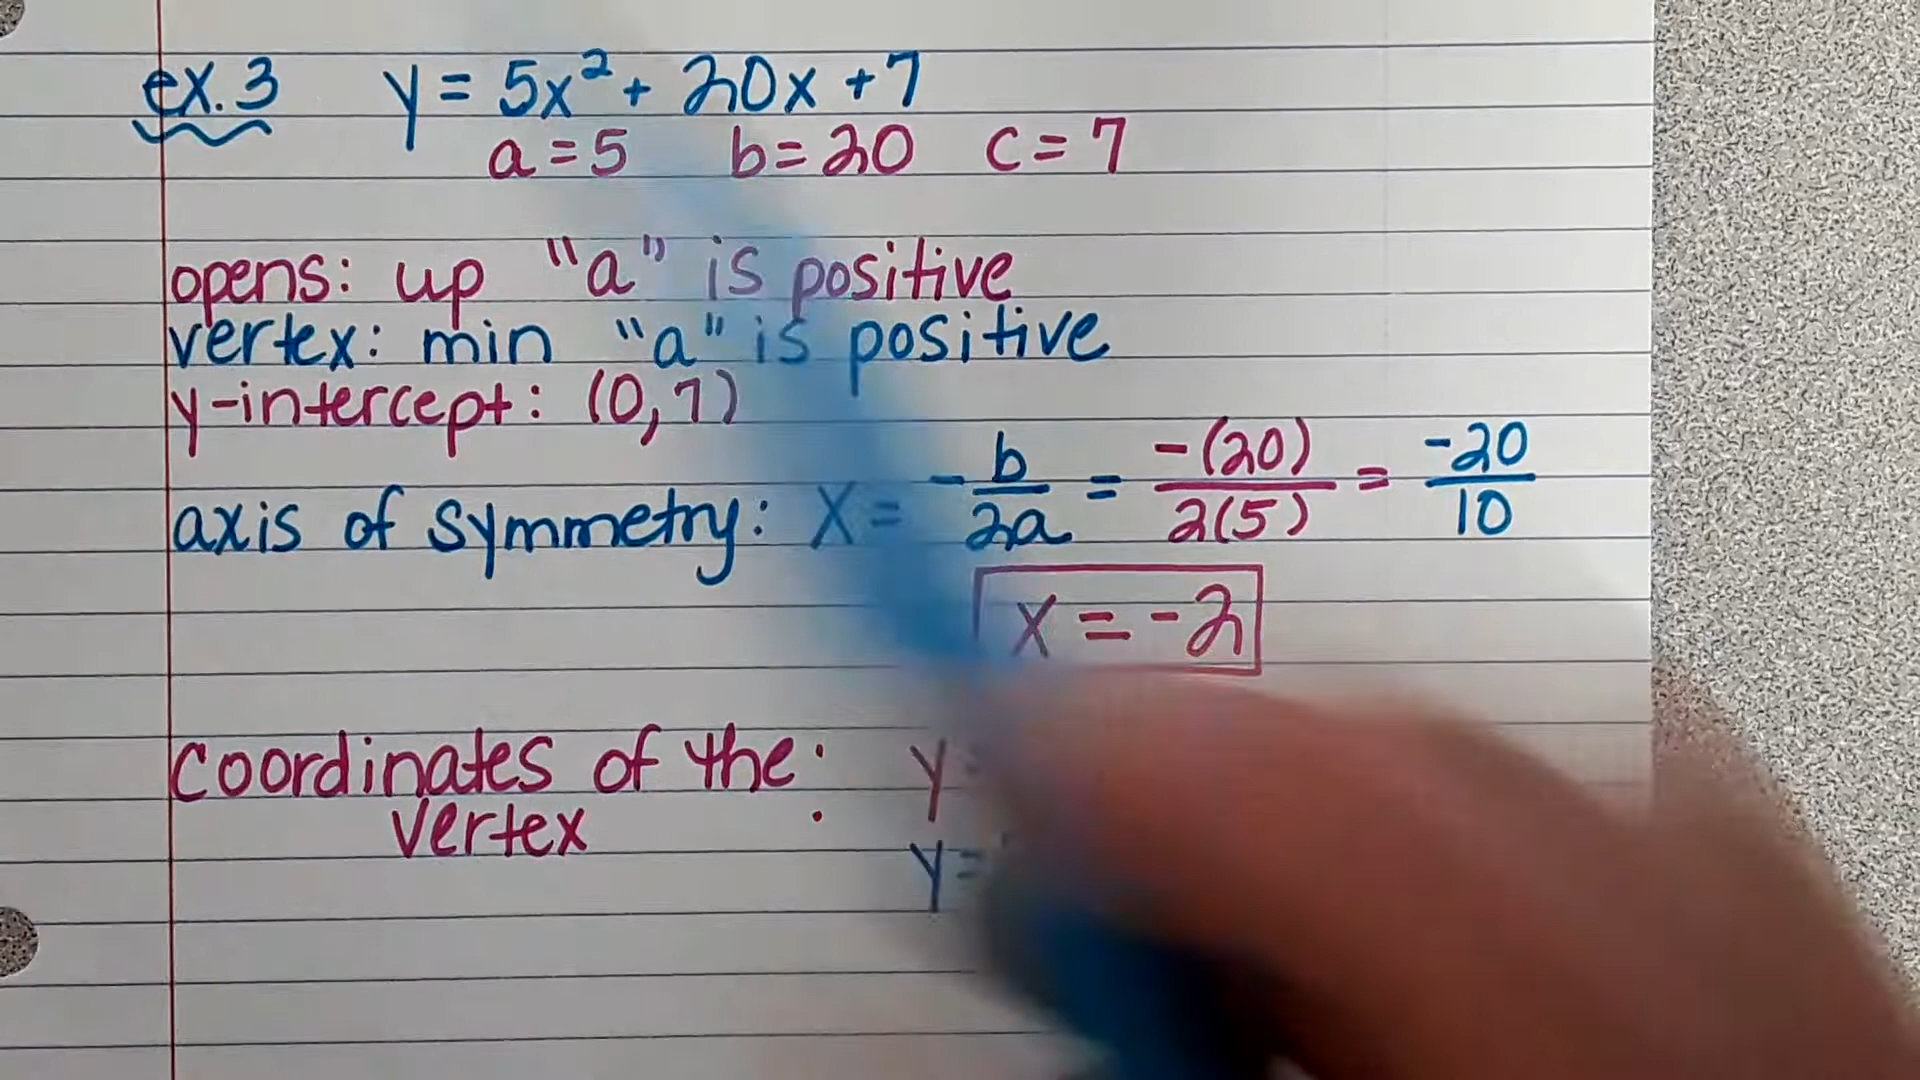 ex.3 y = 5x² + 20x + 7
a = 5 b = 20 c = 7
opens: up "a" is positive
vertex: min "a" is positive
y-intercept: (0,7)
axis of symmetry: x = -b/2a = -(20)/2(5) = -20/10
x = -2
coordinates of the: y=
vertex
y=